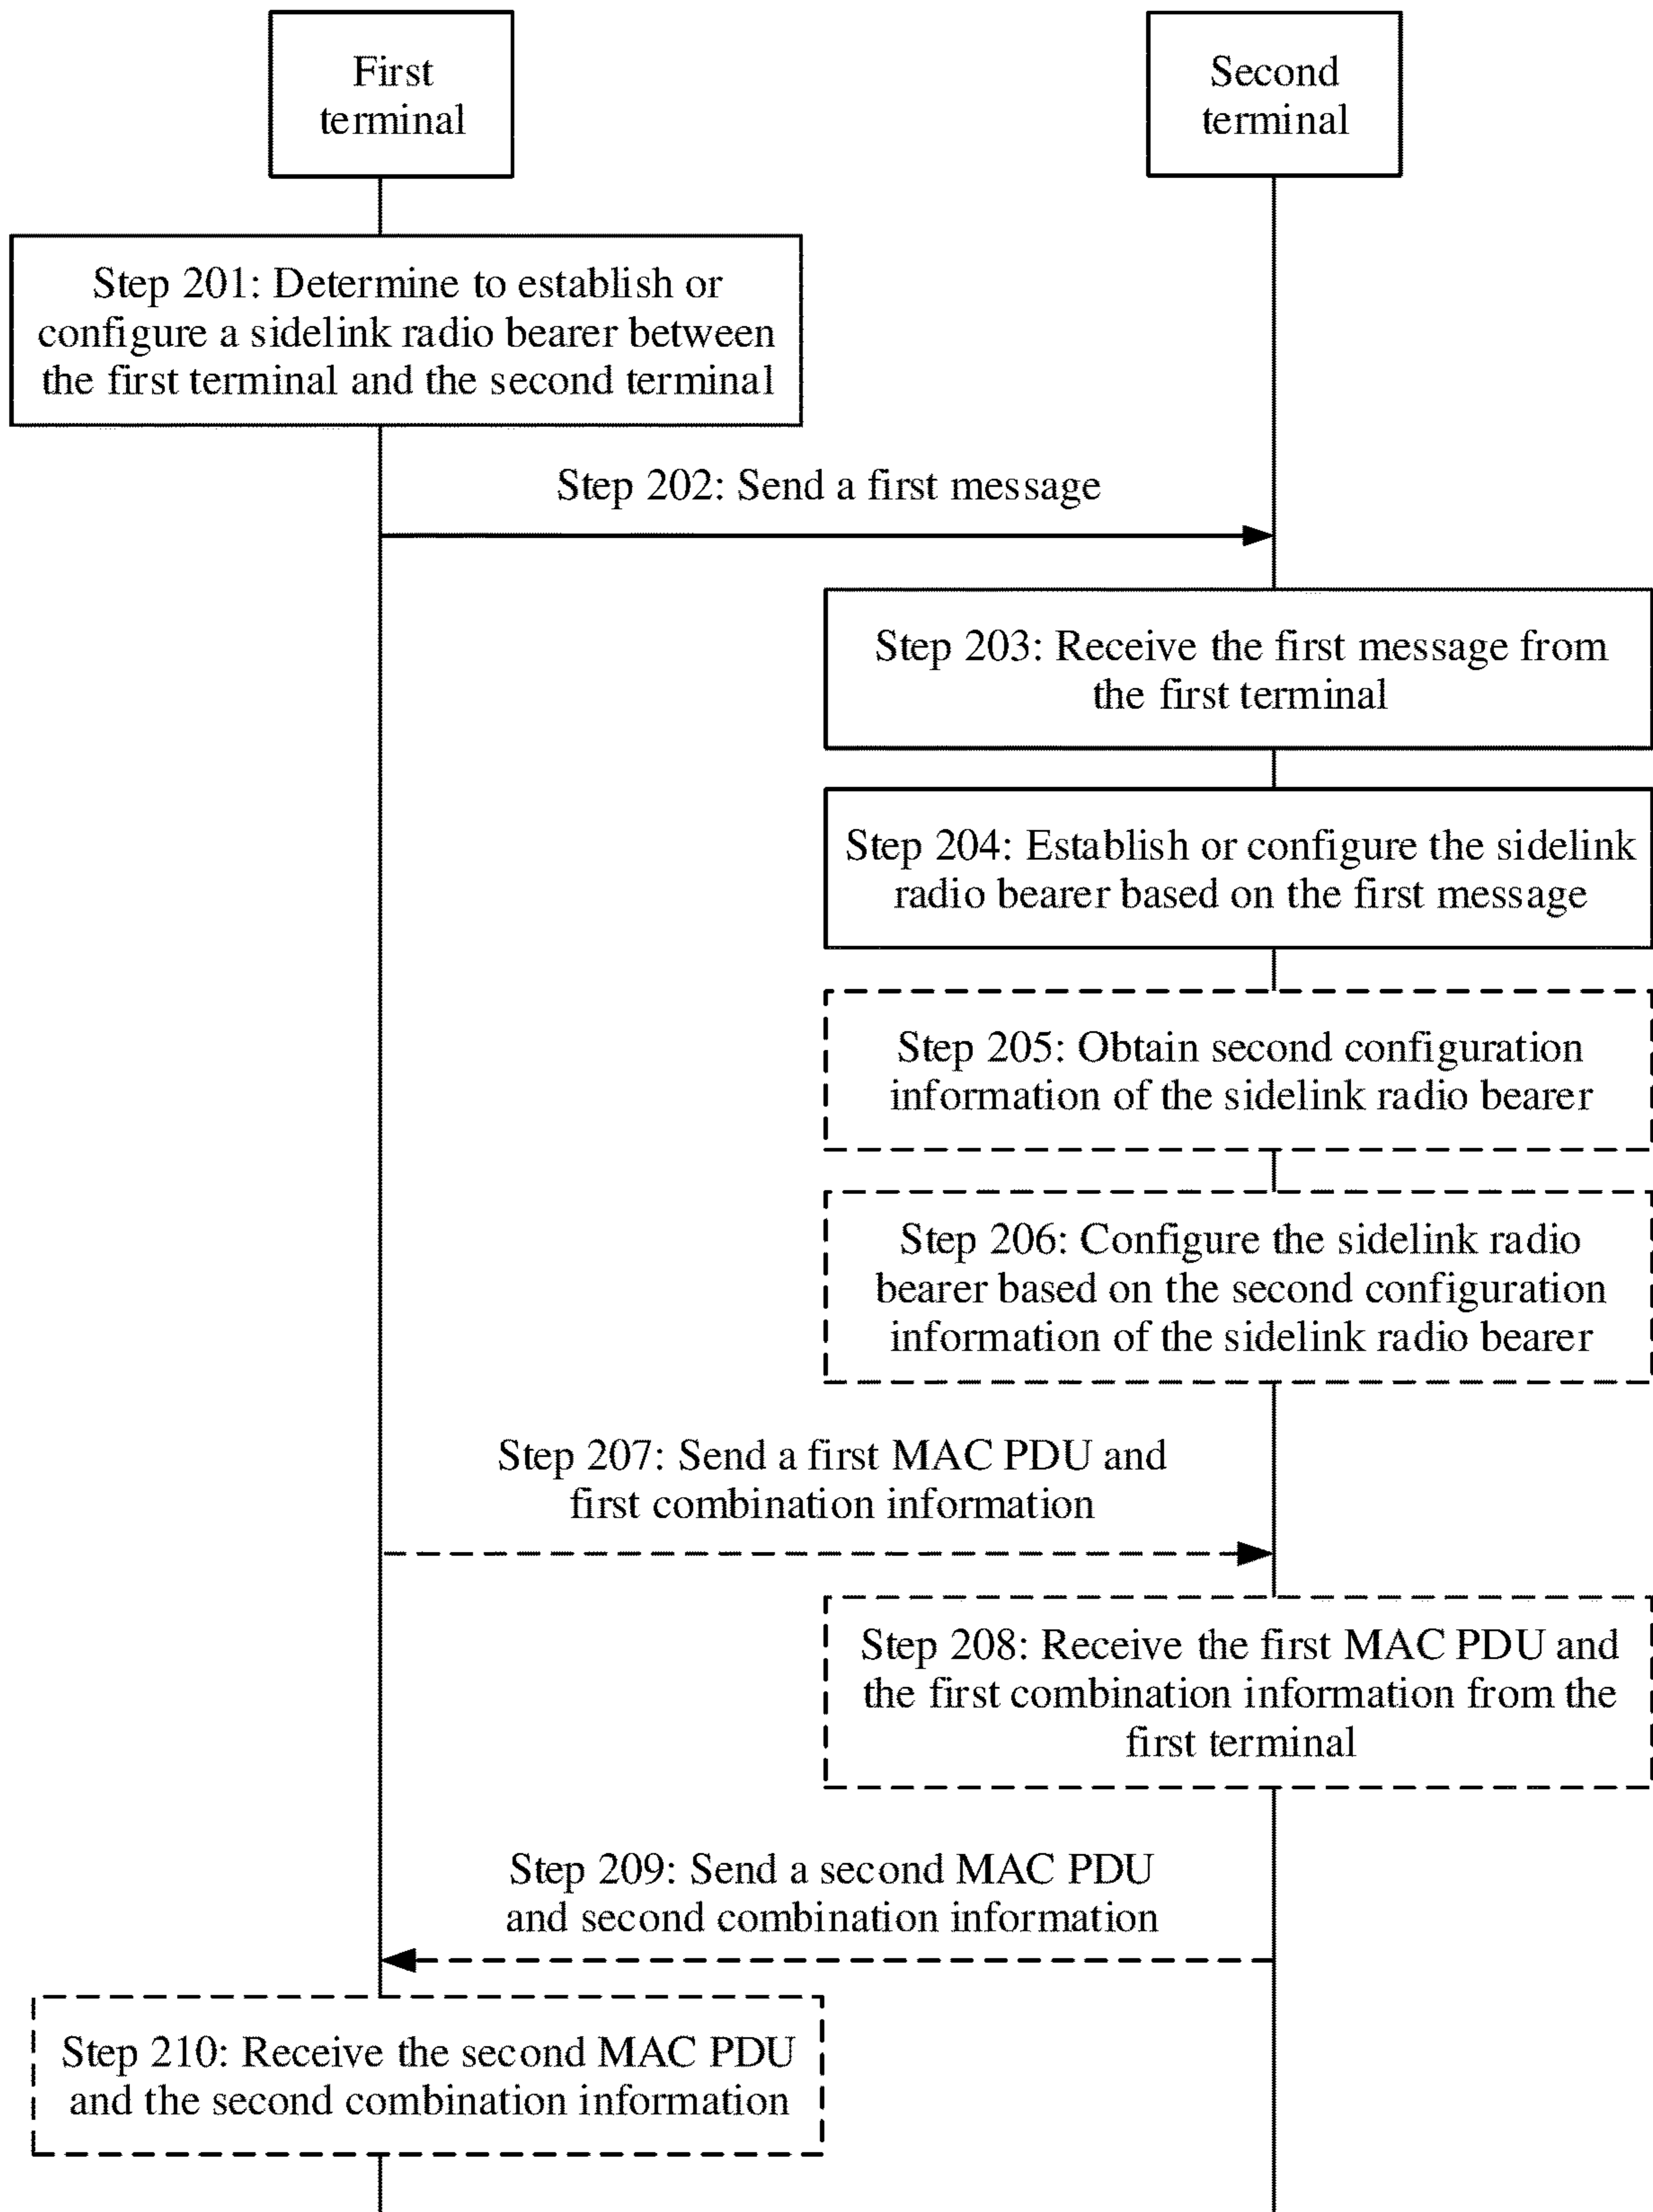 First
terminal
Second
terminal
Step 201: Determine to establish or
configure a sidelink radio bearer between
the first terminal and the second terminal
Step 202: Send a first message
Step 203: Receive the first message from
the first terminal
Step 204: Establish or configure the sidelink
radio bearer based on the first message
Step 205: Obtain second configuration
information of the sidelink radio bearer
Step 206: Configure the sidelink radio
bearer based on the second configuration
information of the sidelink radio bearer
Step 207: Send a first MAC PDU and
first combination information
Step 208: Receive the first MAC PDU and
the first combination information from the
first terminal
Step 209: Send a second MAC PDU
and second combination information
Step 210: Receive the second MAC PDU
and the second combination information